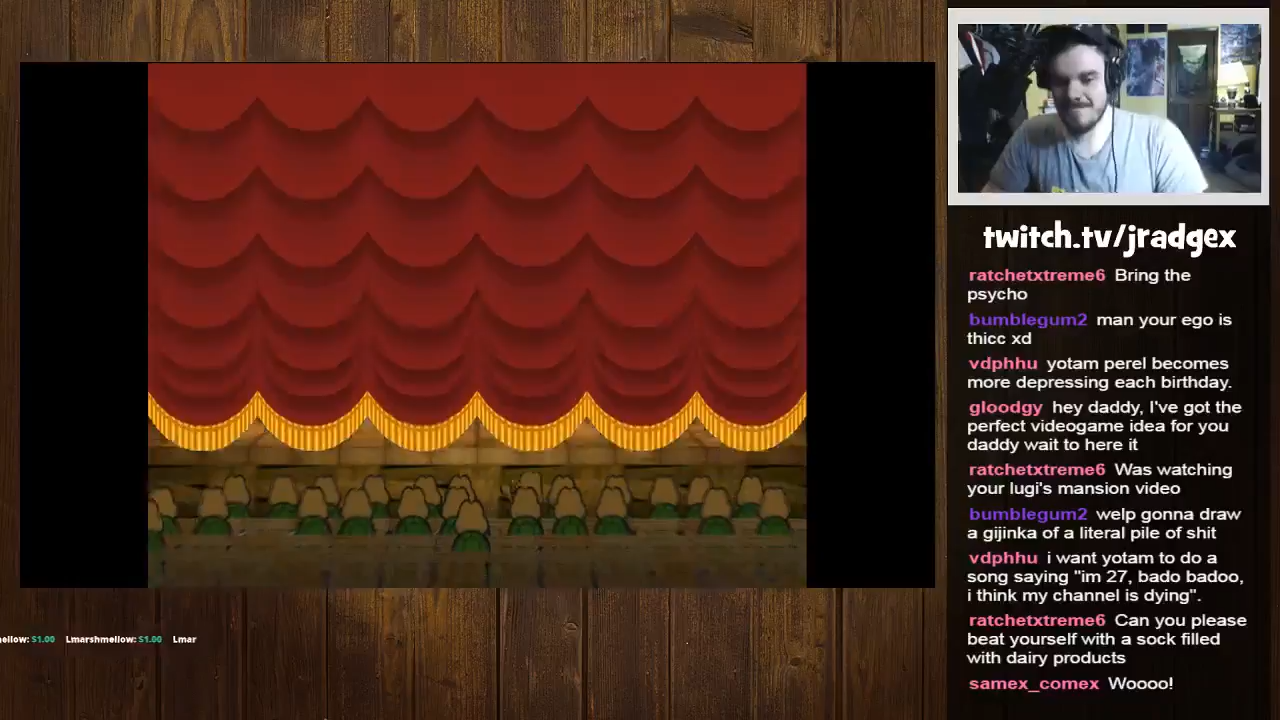 twitch.tv/jradgex
ratchetxtreme6 Bring the
psycho
bumblegum2 man your ego is
thicc xd
vdphhu yotam perel becomes
more depressing each birthday.
gloodgy hey daddy, I've got the
perfect videogame idea for you
daddy wait to here it
ratchetxtreme6 Was watching
your lugi's mansion video
bumblegum2 welp gonna draw
a gijinka of a literal pile of shit
vdphhu i want yotam to do a
song saying "im 27, bado badoo,
i think my channel is dying".
ratchetxtreme6 Can you please
beat yourself with a sock filled
with dairy products
samex_comex Woooo!
ellow: $1.00 Lmarshmellow: $1.00 Lmar